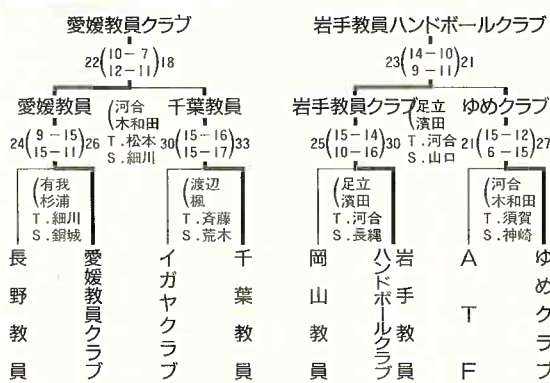 愛媛教員クラブ
22(10-7 12-11)18
愛媛教員
(河合
木和田
T.松本
S.細川
千葉教員
24(9-15 15-11)26
30(15-16 15-17)33
(有我
杉浦
T.細川
S.銅城
(渡辺
楓
T.斉藤
S.荒木
長野教員
愛媛教員クラブ
イガヤクラブ
千葉教員
岩手教員ハンドボールクラブ
23(14-10 9-11)21
岩手教員クラブ
(足立
濱田
T.河合
S.山口
ゆめクラブ
25(15-14 10-16)30
21(15-12 6-15)27
(足立
濱田
T.河合
S.長縄
(河合
木和田
T.須賀
S.神崎
岡山教員
岩手教員
ハンドボールクラブ
ATF
ゆめクラブ